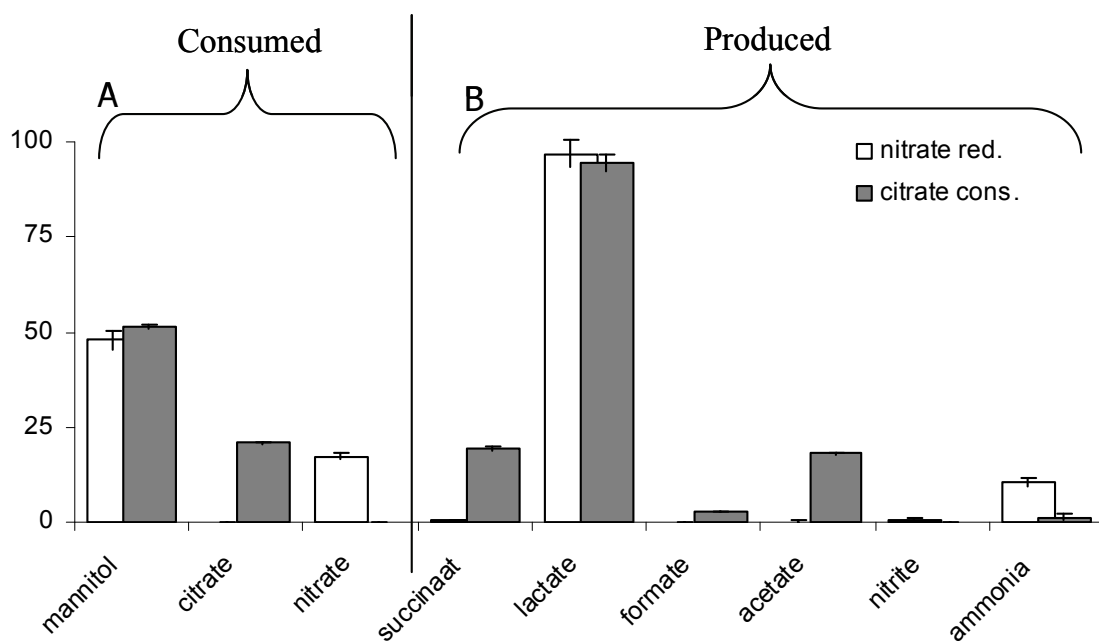 Consumed
Produced
A
B
100
75
50
25
0
nitrate red.
citrate cons.
mannitol
citrate
nitrate
succinaat
lactate
formate
acetate
nitrite
ammonia